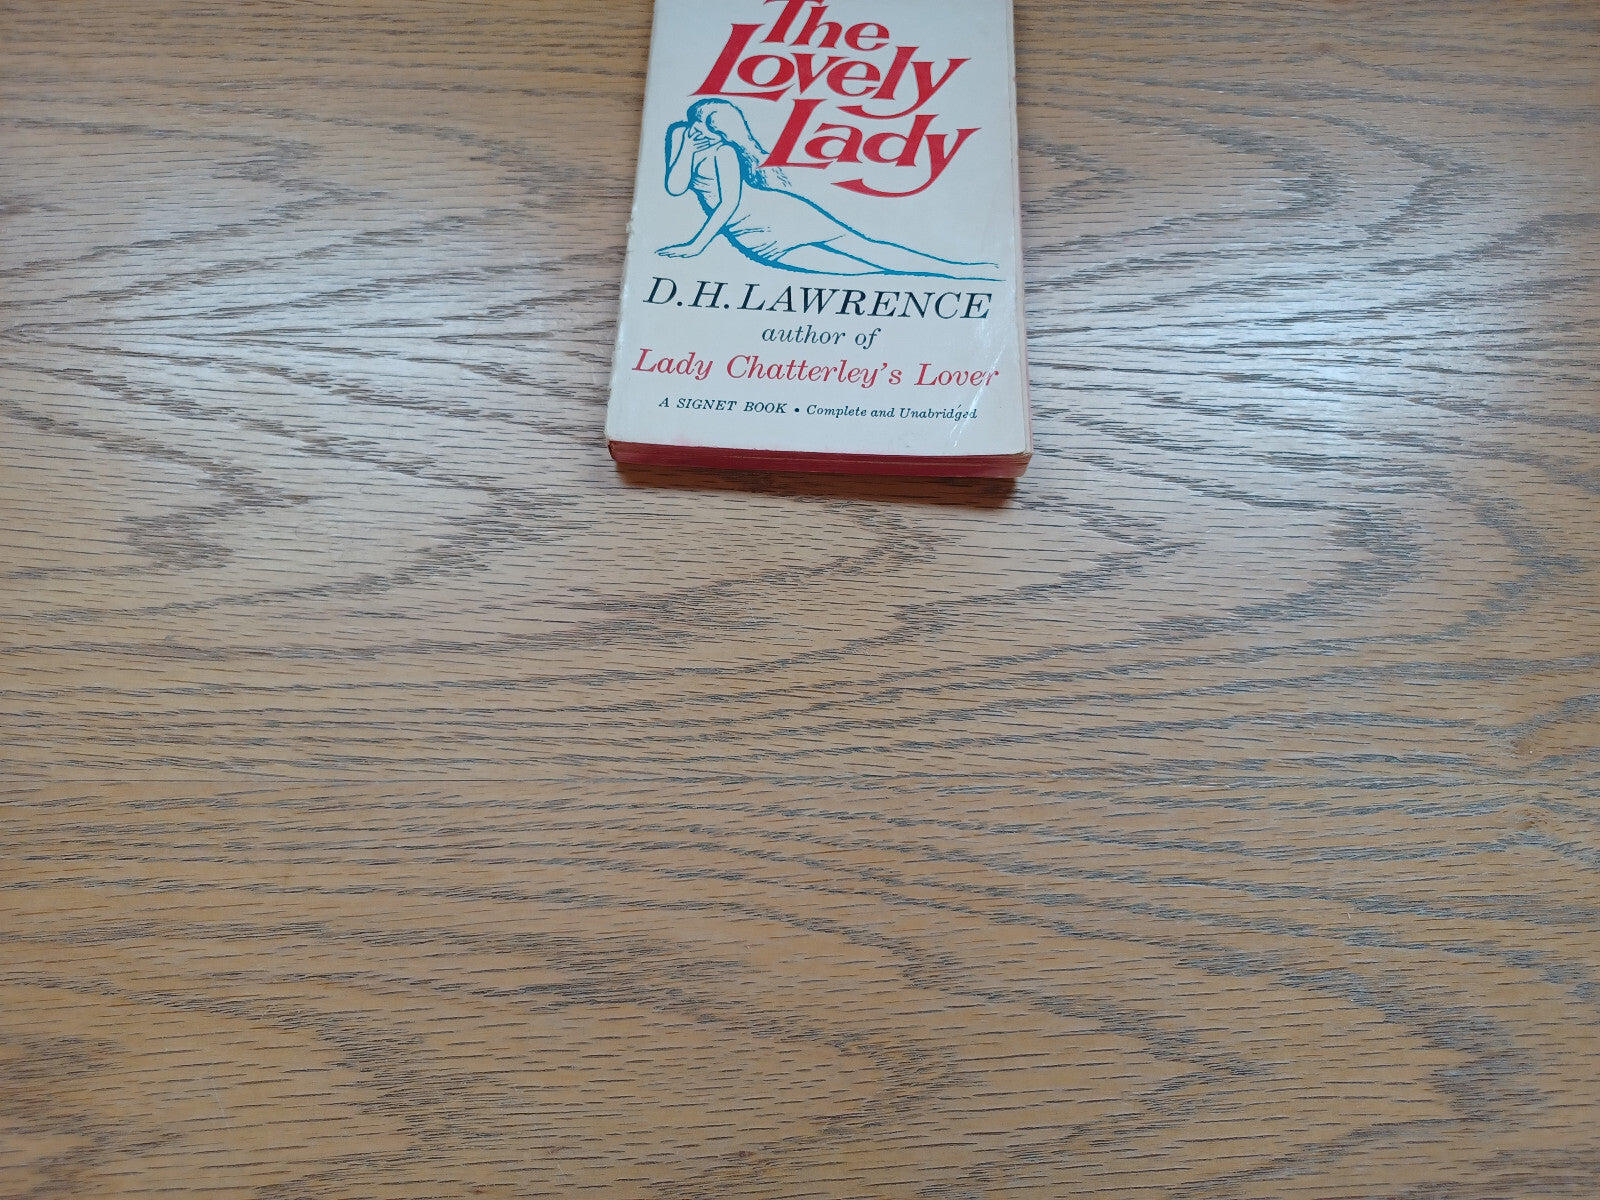 The
Lovely
Lady
D.H. LAWRENCE
author of
Lady Chatterley's Lover
A SIGNET BOOK • Complete and Unabridged